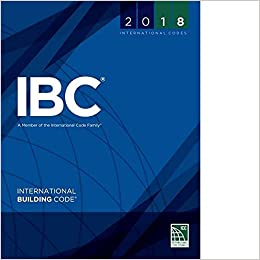 2018
INTERNATIONAL CODES
IBC®
A Member of the International Code Family®
INTERNATIONAL
BUILDING CODE®